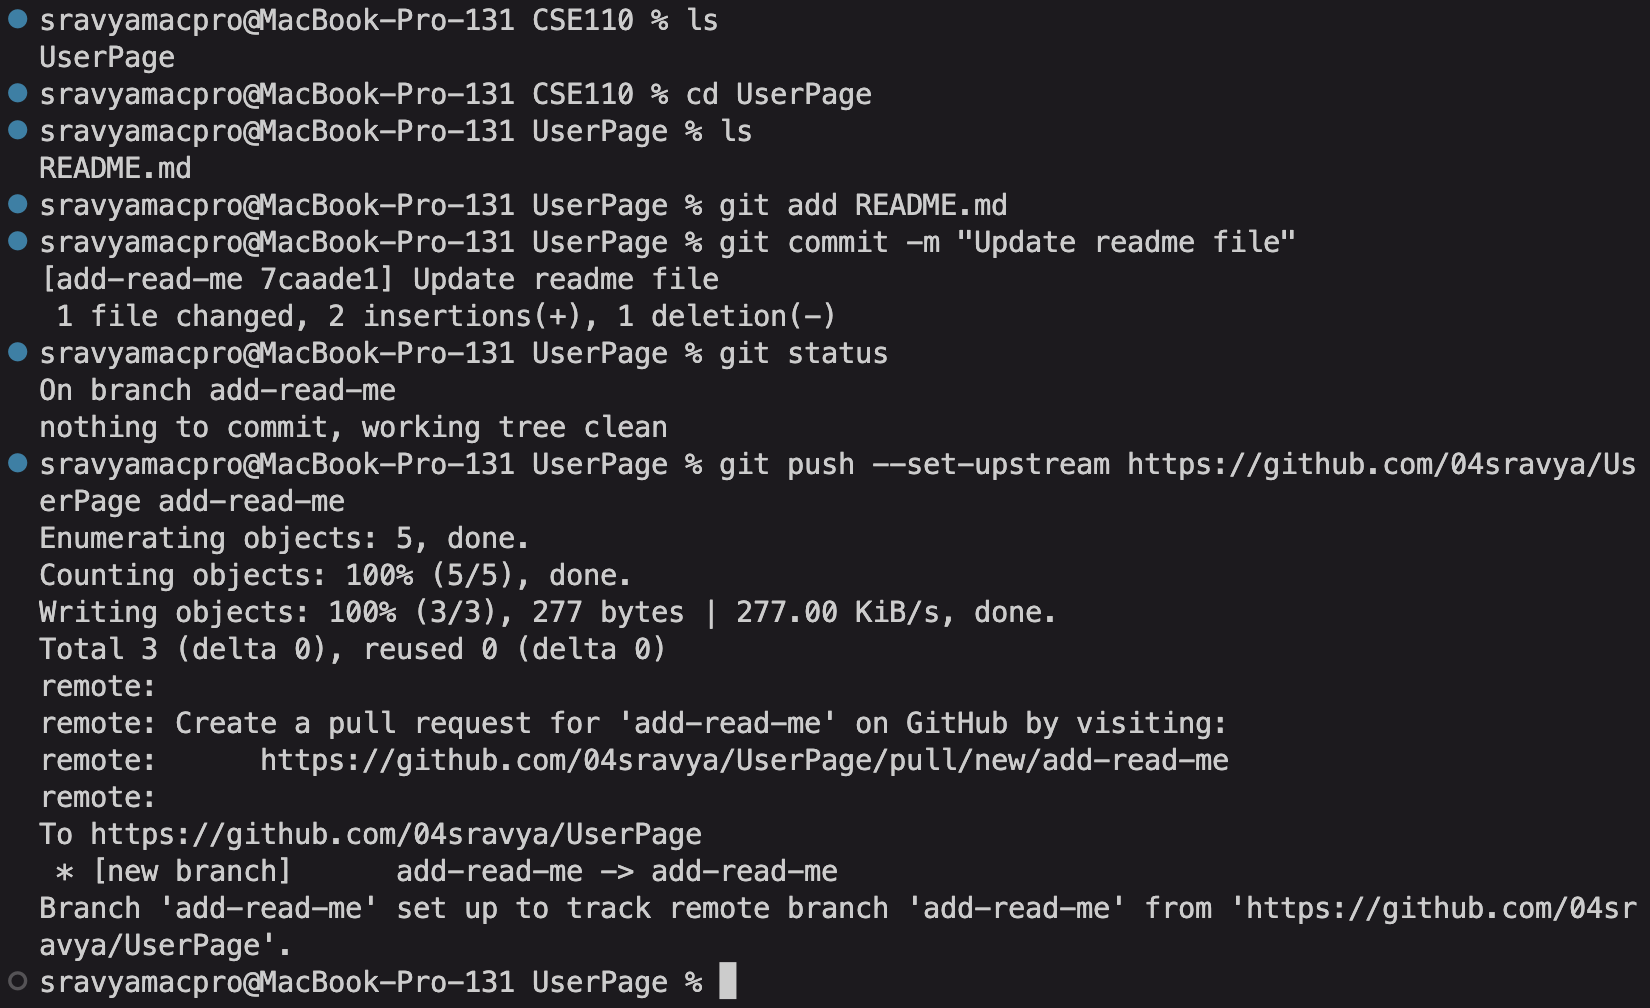 sravyamacpro@MacBook-Pro-131 CSE110 % ls
UserPage
sravyamacpro@MacBook-Pro-131 CSE110 % cd UserPage
sravyamacpro@MacBook-Pro-131 UserPage % ls
README.md
sravyamacpro@MacBook-Pro-131 UserPage % git add README.md
sravyamacpro@MacBook-Pro-131 UserPage % git commit -m "Update readme file"
[add-read-me 7caade1] Update readme file
 1 file changed, 2 insertions(+), 1 deletion(-)
sravyamacpro@MacBook-Pro-131 UserPage % git status
On branch add-read-me
nothing to commit, working tree clean
sravyamacpro@MacBook-Pro-131 UserPage % git push --set-upstream https://github.com/04sravya/Us
erPage add-read-me
Enumerating objects: 5, done.
Counting objects: 100% (5/5), done.
Writing objects: 100% (3/3), 277 bytes | 277.00 KiB/s, done.
Total 3 (delta 0), reused 0 (delta 0)
remote:
remote: Create a pull request for 'add-read-me' on GitHub by visiting:
remote:      https://github.com/04sravya/UserPage/pull/new/add-read-me
remote:
To https://github.com/04sravya/UserPage
 * [new branch]      add-read-me -> add-read-me
Branch 'add-read-me' set up to track remote branch 'add-read-me' from 'https://github.com/04sr
avya/UserPage'.
sravyamacpro@MacBook-Pro-131 UserPage %